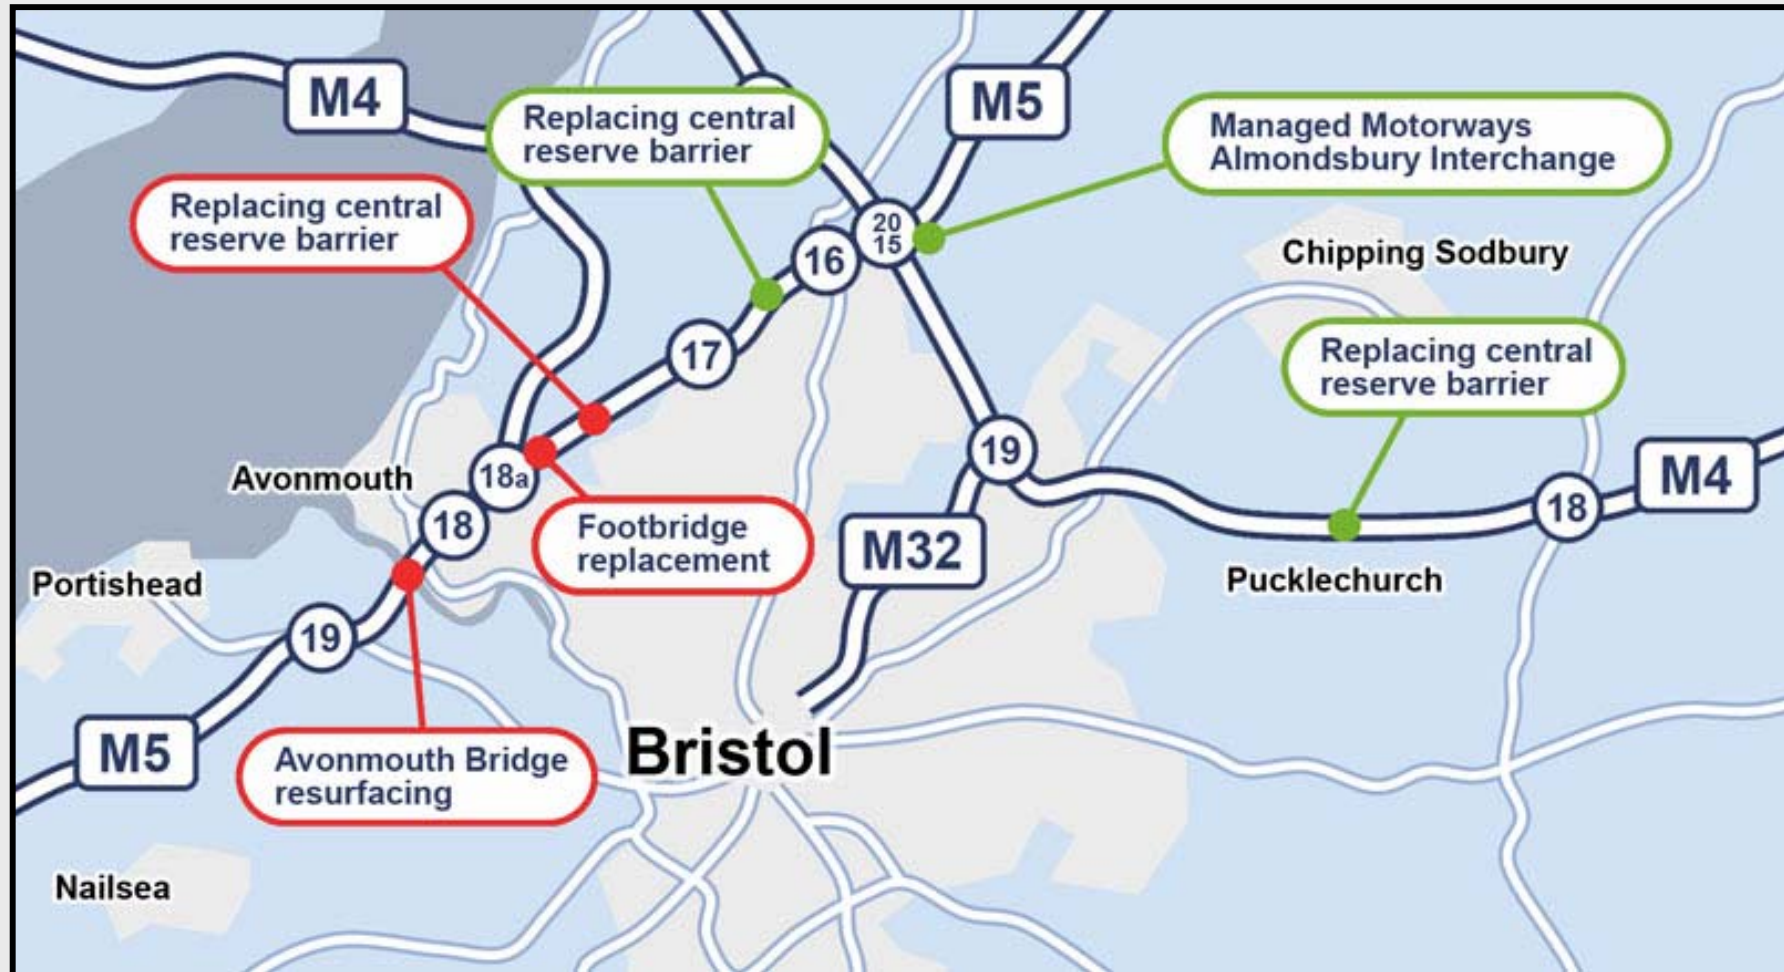 M4
M5
Replacing central
reserve barrier
Managed Motorways
Almondsbury Interchange
Replacing central
reserve barrier
20
15
16
Chipping Sodbury
17
Replacing central
reserve barrier
19
M4
18
Avonmouth
18a
18
Footbridge
replacement
M32
Pucklechurch
Portishead
19
M5
Avonmouth Bridge
resurfacing
Bristol
Nailsea